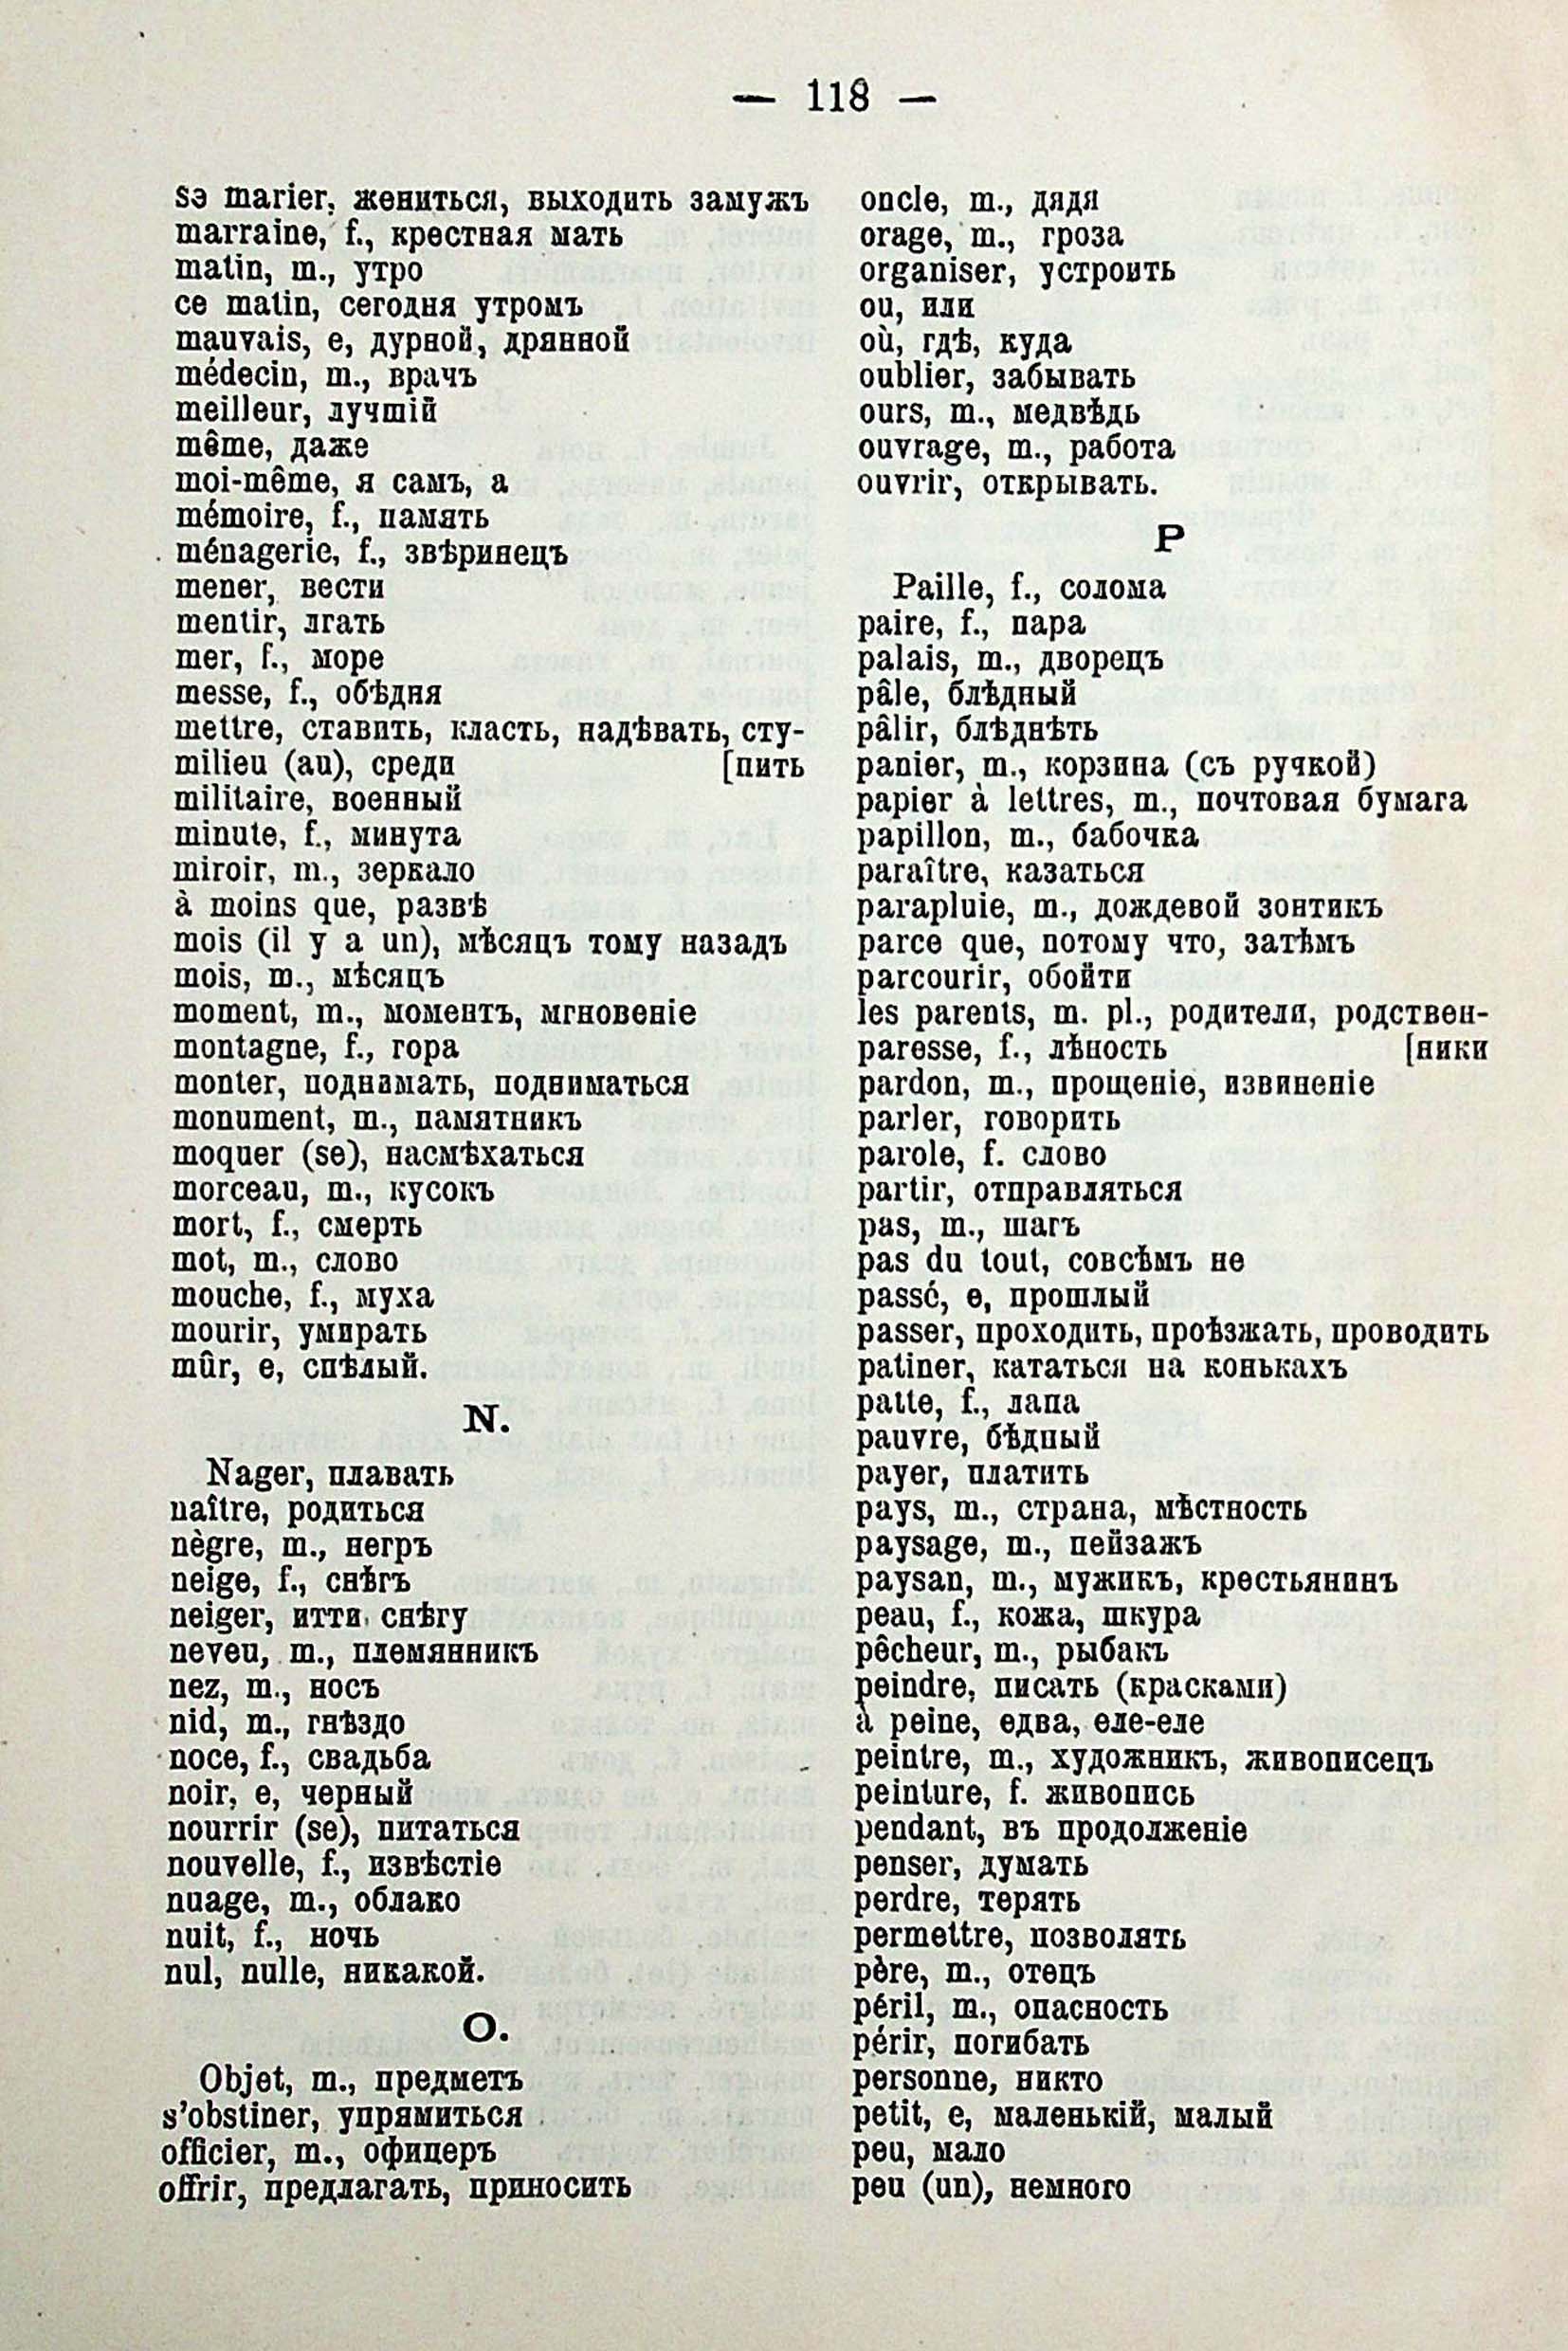 — 118 —
se marier, жениться, выходить замужъ
marraine, f., крестная мать
matin, m., утро
ce matin, сегодня утромъ
mauvais, e, дурной, дрянной
médecin, m., врачъ
meilleur, лучшій
même, даже
moi-même, я самъ, а
mémoire, f., память
ménagerie, f., звѣринецъ
mener, вести
mentir, лгать
mer, f., море
messe, f., обѣдня
mettre, ставить, класть, надѣвать, сту-
milieu (au), среди [пить
militaire, военный
minute, f., минута
miroir, m., зеркало
à moins que, развѣ
mois (il y a un), мѣсяцъ тому назадъ
mois, m., мѣсяцъ
moment, m., моментъ, мгновеніе
montagne, f., гора
monter, поднимать, подниматься
monument, m., памятникъ
moquer (se), насмѣхаться
morceau, m., кусокъ
mort, f., смерть
mot, m., слово
mouche, f., муха
mourir, умирать
mûr, e, спѣлый.
N.
Nager, плавать
naître, родиться
nègre, m., негръ
neige, f., снѣгъ
neiger, итти снѣгу
neveu, m., племянникъ
nez, m., носъ
nid, m., гнѣздо
noce, f., свадьба
noir, e, черный
nourrir (se), питаться
nouvelle, f., извѣстіе
nuage, m., облако
nuit, f., ночь
nul, nulle, никакой.
O.
Objet, m., предметъ
s'obstiner, упрямиться
officier, m., офицеръ
offrir, предлагать, приносить
oncle, m., дядя
orage, m., гроза
organiser, устроить
ou, или
où, гдѣ, куда
oublier, забывать
ours, m., медвѣдь
ouvrage, m., работа
ouvrir, открывать.
P
Paille, f., солома
paire, f., пара
palais, m., дворецъ
pâle, блѣдный
pâlir, блѣднѣть
panier, m., корзина (съ ручкой)
papier à lettres, m., почтовая бумага
papillon, m., бабочка
paraître, казаться
parapluie, m., дождевой зонтикъ
parce que, потому что, затѣмъ
parcourir, обойти
les parents, m. pl., родители, родствен-
paresse, f., лѣность [ники
pardon, m., прощеніе, извиненіе
parler, говорить
parole, f. слово
partir, отправляться
pas, m., шагъ
pas du tout, совсѣмъ не
passé, e, прошлый
passer, проходить, проѣзжать, проводить
patiner, кататься на конькахъ
patte, f., лапа
pauvre, бѣдный
payer, платить
pays, m., страна, мѣстность
paysage, m., пейзажъ
paysan, m., мужикъ, крестьянинъ
peau, f., кожа, шкура
pêcheur, m., рыбакъ
peindre, писать (красками)
à peine, едва, еле-еле
peintre, m., художникъ, живописецъ
peinture, f. живопись
pendant, въ продолженіе
penser, думать
perdre, терять
permettre, позволять
père, m., отецъ
péril, m., опасность
périr, погибать
personne, никто
petit, e, маленькій, малый
peu, мало
peu (un), немного